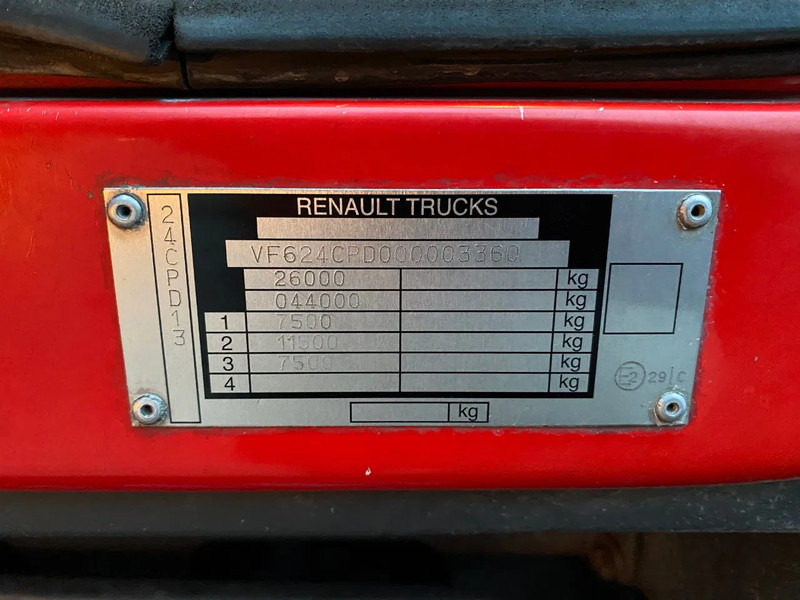 RENAULT TRUCKS
24CPD13
VF624CPD000003360
26000 kg
044000 kg
1 7500 kg
2 11500 kg
3 7500 kg
4 kg
kg
E2 29 | C